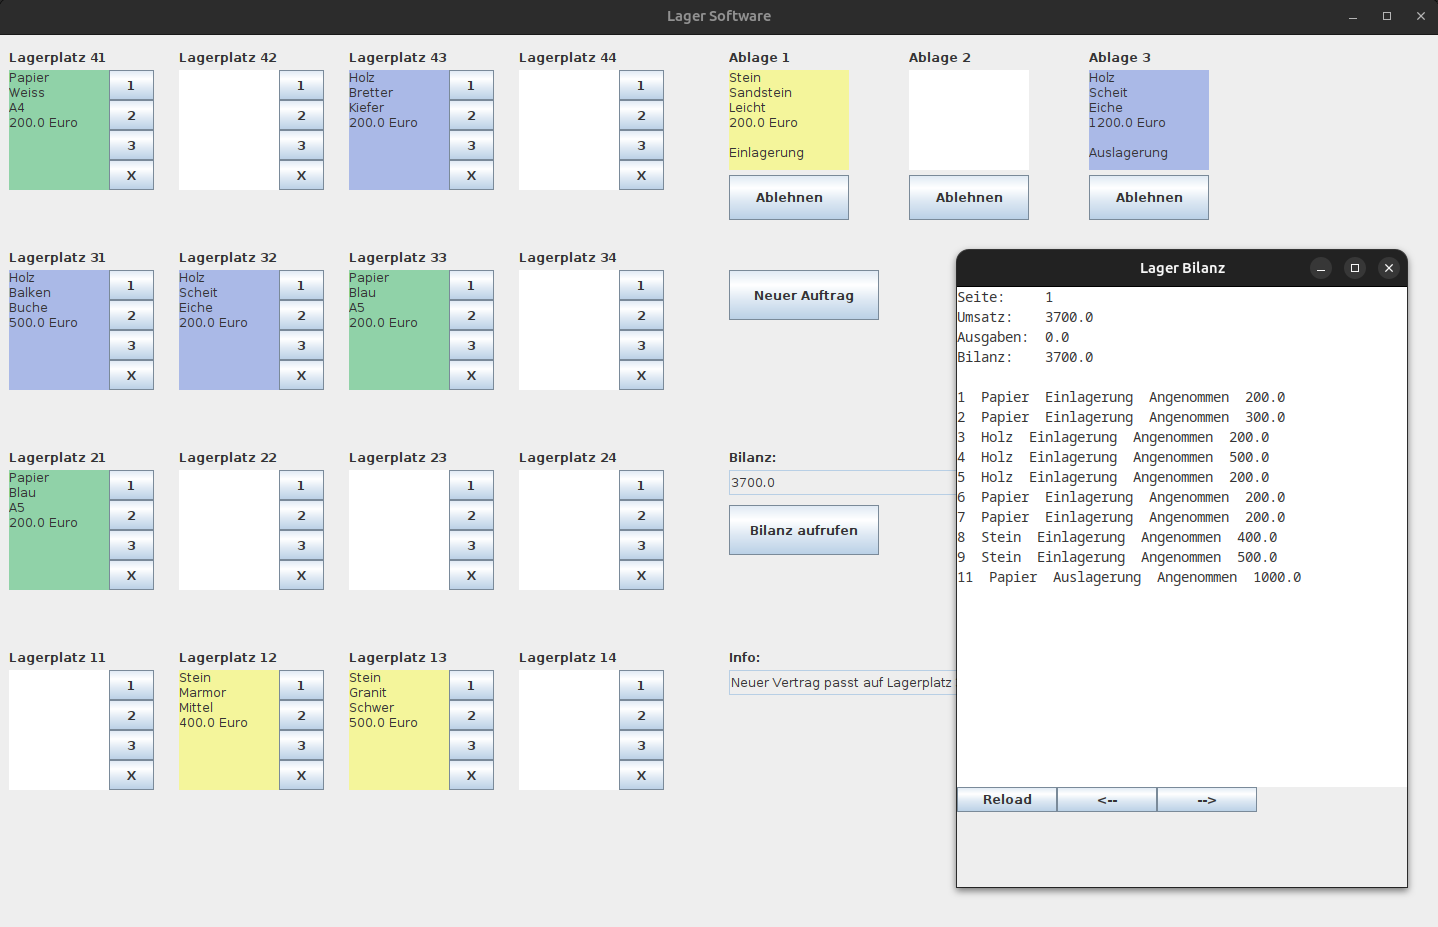 Lager Software
Lagerplatz 41
Papier
Weiss
A4
200.0 Euro
1
2
3
X
Lagerplatz 42
1
2
3
X
Lagerplatz 43
Holz
Bretter
Kiefer
200.0 Euro
1
2
3
X
Lagerplatz 44
1
2
3
X
Ablage 1
Stein
Sandstein
Leicht
200.0 Euro
Einlagerung
Ablehnen
Ablage 2
Ablehnen
Ablage 3
Holz
Scheit
Eiche
1200.0 Euro
Auslagerung
Ablehnen
Lagerplatz 31
Holz
Balken
Buche
500.0 Euro
1
2
3
X
Lagerplatz 32
Holz
Scheit
Eiche
200.0 Euro
1
2
3
X
Lagerplatz 33
Papier
Blau
A5
200.0 Euro
1
2
3
X
Lagerplatz 34
1
2
3
X
Neuer Auftrag
Lagerplatz 21
Papier
Blau
A5
200.0 Euro
1
2
3
X
Lagerplatz 22
1
2
3
X
Lagerplatz 23
1
2
3
X
Lagerplatz 24
1
2
3
X
Bilanz:
3700.0
Bilanz aufrufen
Lagerplatz 11
1
2
3
X
Lagerplatz 12
Stein
Marmor
Mittel
400.0 Euro
1
2
3
X
Lagerplatz 13
Stein
Granit
Schwer
500.0 Euro
1
2
3
X
Lagerplatz 14
1
2
3
X
Info:
Neuer Vertrag passt auf Lagerplatz
Lager Bilanz
Seite: 1
Umsatz: 3700.0
Ausgaben: 0.0
Bilanz: 3700.0
1 Papier Einlagerung Angenommen 200.0
2 Papier Einlagerung Angenommen 300.0
3 Holz Einlagerung Angenommen 200.0
4 Holz Einlagerung Angenommen 500.0
5 Holz Einlagerung Angenommen 200.0
6 Papier Einlagerung Angenommen 200.0
7 Papier Einlagerung Angenommen 200.0
8 Stein Einlagerung Angenommen 400.0
9 Stein Einlagerung Angenommen 500.0
11 Papier Auslagerung Angenommen 1000.0
Reload
<--
-->